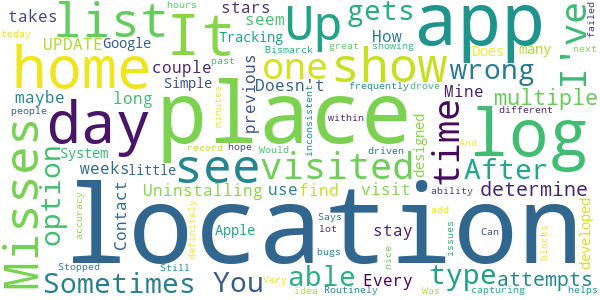 hours
takes
list
It
Up
gets
stars
seem
app
UPDATE
Google
couple
Tracking
How
many
Does
past
Bismarck
great
showing
failed
today
next
home
one
show
wrong
I've
maybe
long
Simple
Doesn't
previous
Mine
multiple
people
day
place
log
frequently
drove
different
within
Misses
option
System
weeks
little
see
visited
time
After
And
minutes
inconsistent
designed
record
hope
Would
driven
Uninstalling
use
find
visit
determine
accuracy
Contact
location
ability
add
developed
definitely
Apple
Says
stay
Can
issues
blocks
Stopped
Still
lot
bugs
nice
Was
Sometimes
You
able
Every
type
attempts
Very
idea
Routinely
capturing
helps